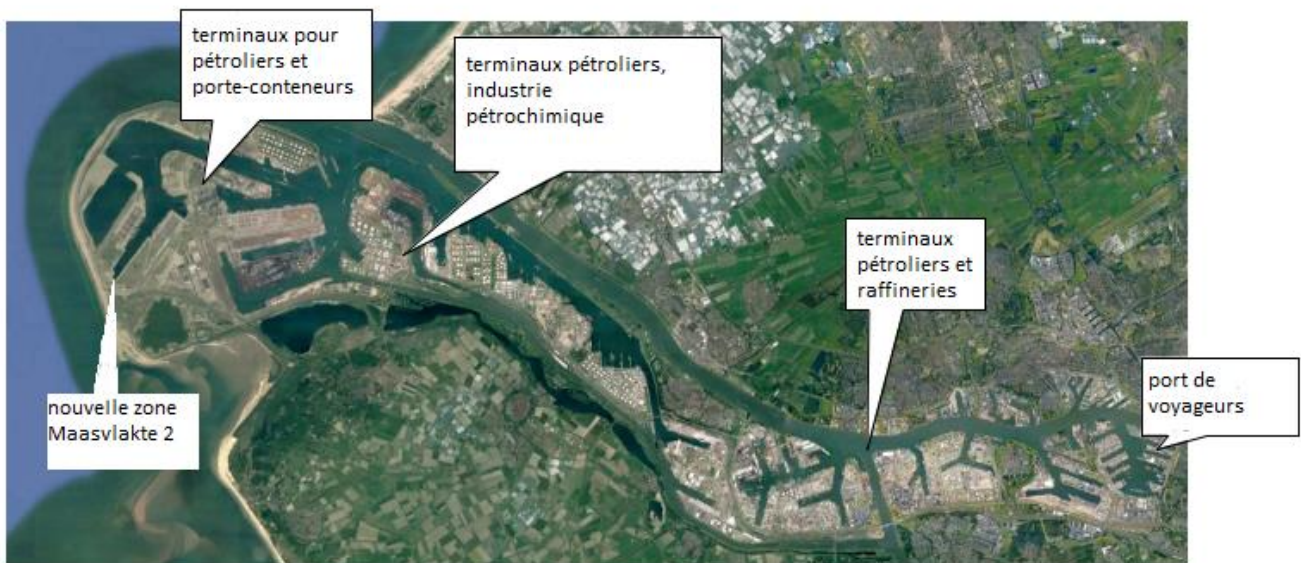 terminaux pour
pétroliers et
porte-conteneurs
terminaux pétroliers,
industrie
pétrochimique
terminaux
pétroliers et
raffineries
port de
voyageurs
nouvelle zone
Maasvlakte 2